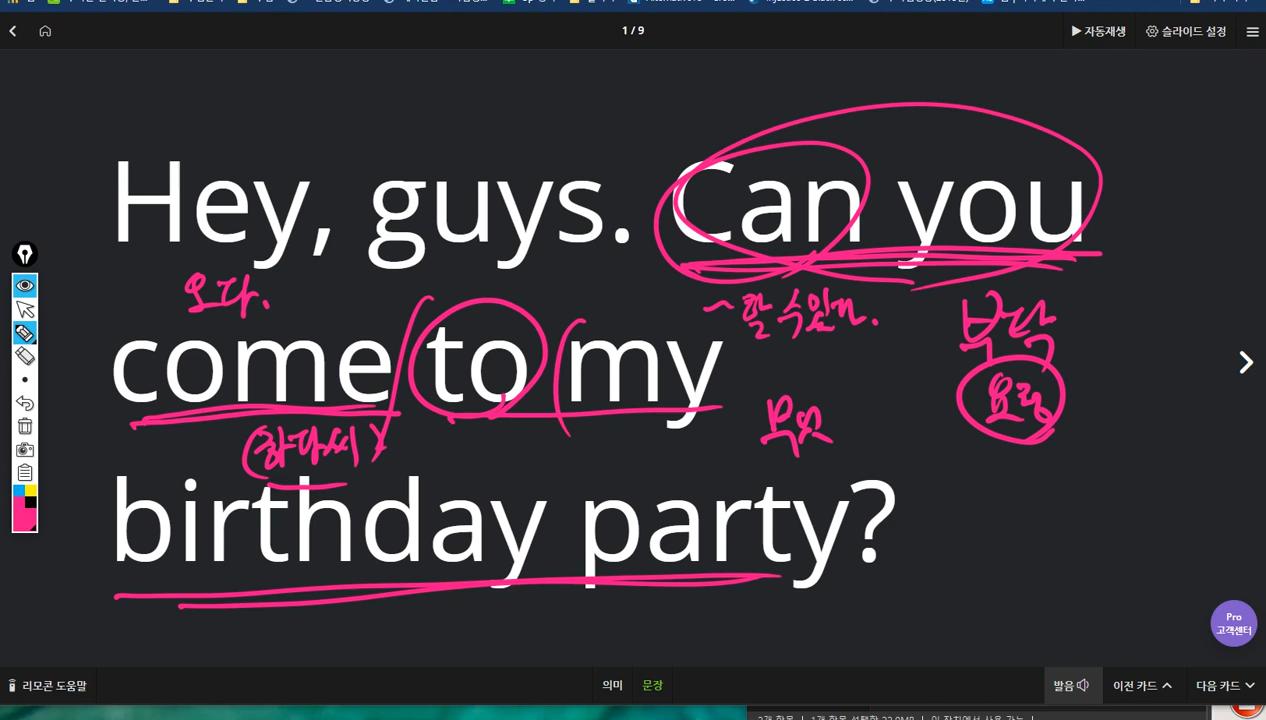 1 / 9
▶ 자동재생
슬라이드 설정
Hey, guys. Can you
오다.
~할 수 있
부탁
come to my
요청
(하다씨)
무엇
birthday party?
Pro
고객센터
리모콘 도움말
의미
문장
발음
이전 카드
다음 카드